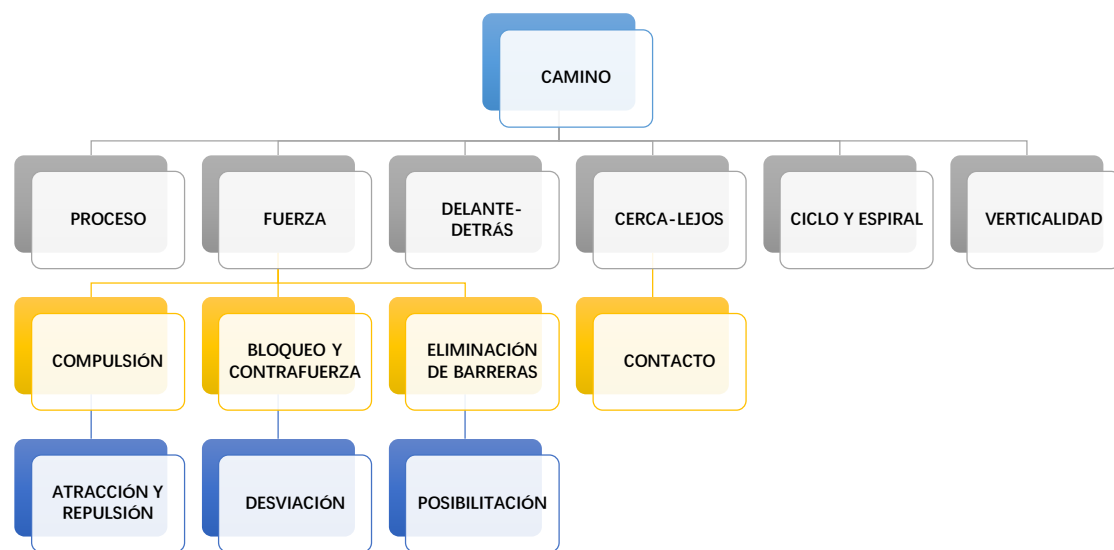 CAMINO
PROCESO
FUERZA
DELANTE-
DETRÁS
CERCA-LEJOS
CICLO Y ESPIRAL
VERTICALIDAD
COMPULSIÓN
BLOQUEO Y
CONTRAFUERZA
ELIMINACIÓN
DE BARRERAS
CONTACTO
ATRACCIÓN Y
REPULSIÓN
DESVIACIÓN
POSIBILITACIÓN